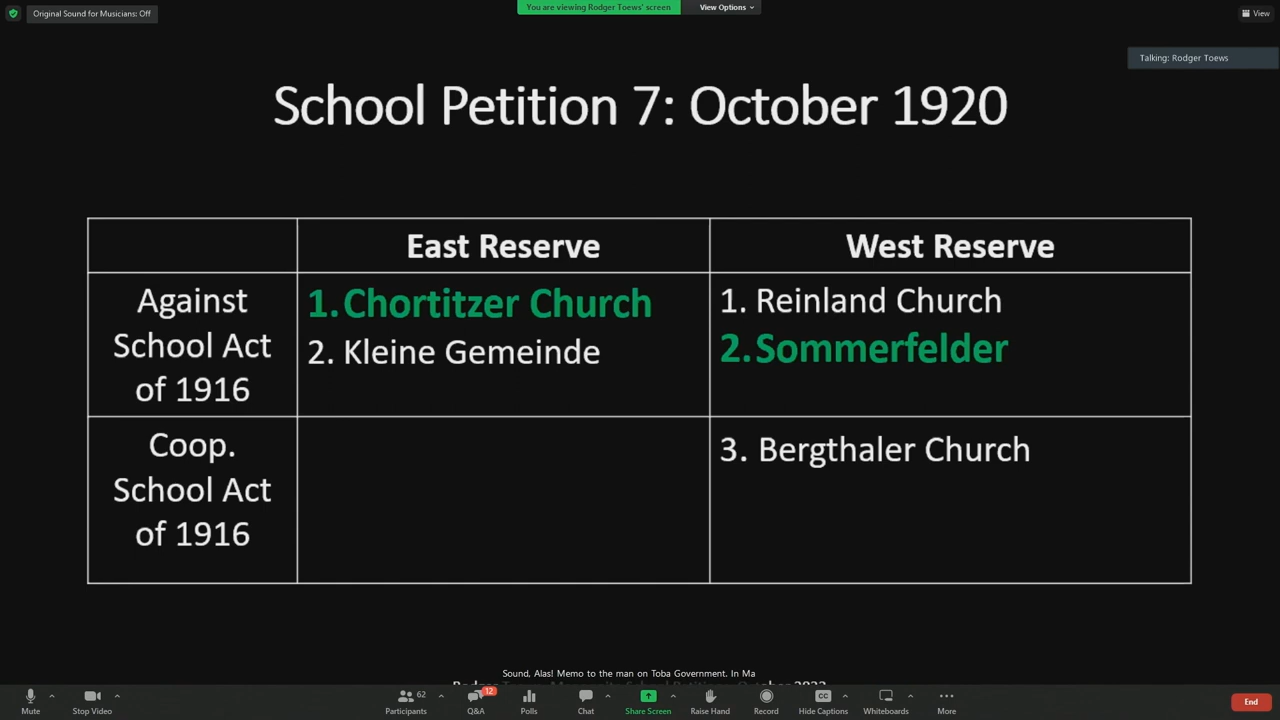 Original Sound for Musicians: Off
You are viewing Rodger Toews' screen
View Options
View
Talking: Rodger Toews
School Petition 7: October 1920
East Reserve
West Reserve
Against
School Act
of 1916
1. Chortitzer Church
2. Kleine Gemeinde
1. Reinland Church
2. Sommerfelder
Coop.
School Act
of 1916
3. Bergthaler Church
Sound, Alas! Memo to the man on Toba Government. In Ma
Mute
Stop Video
62
Participants
12
Q&A
Polls
Chat
Share Screen
Raise Hand
Record
CC
Hide Captions
Whiteboards
More
End